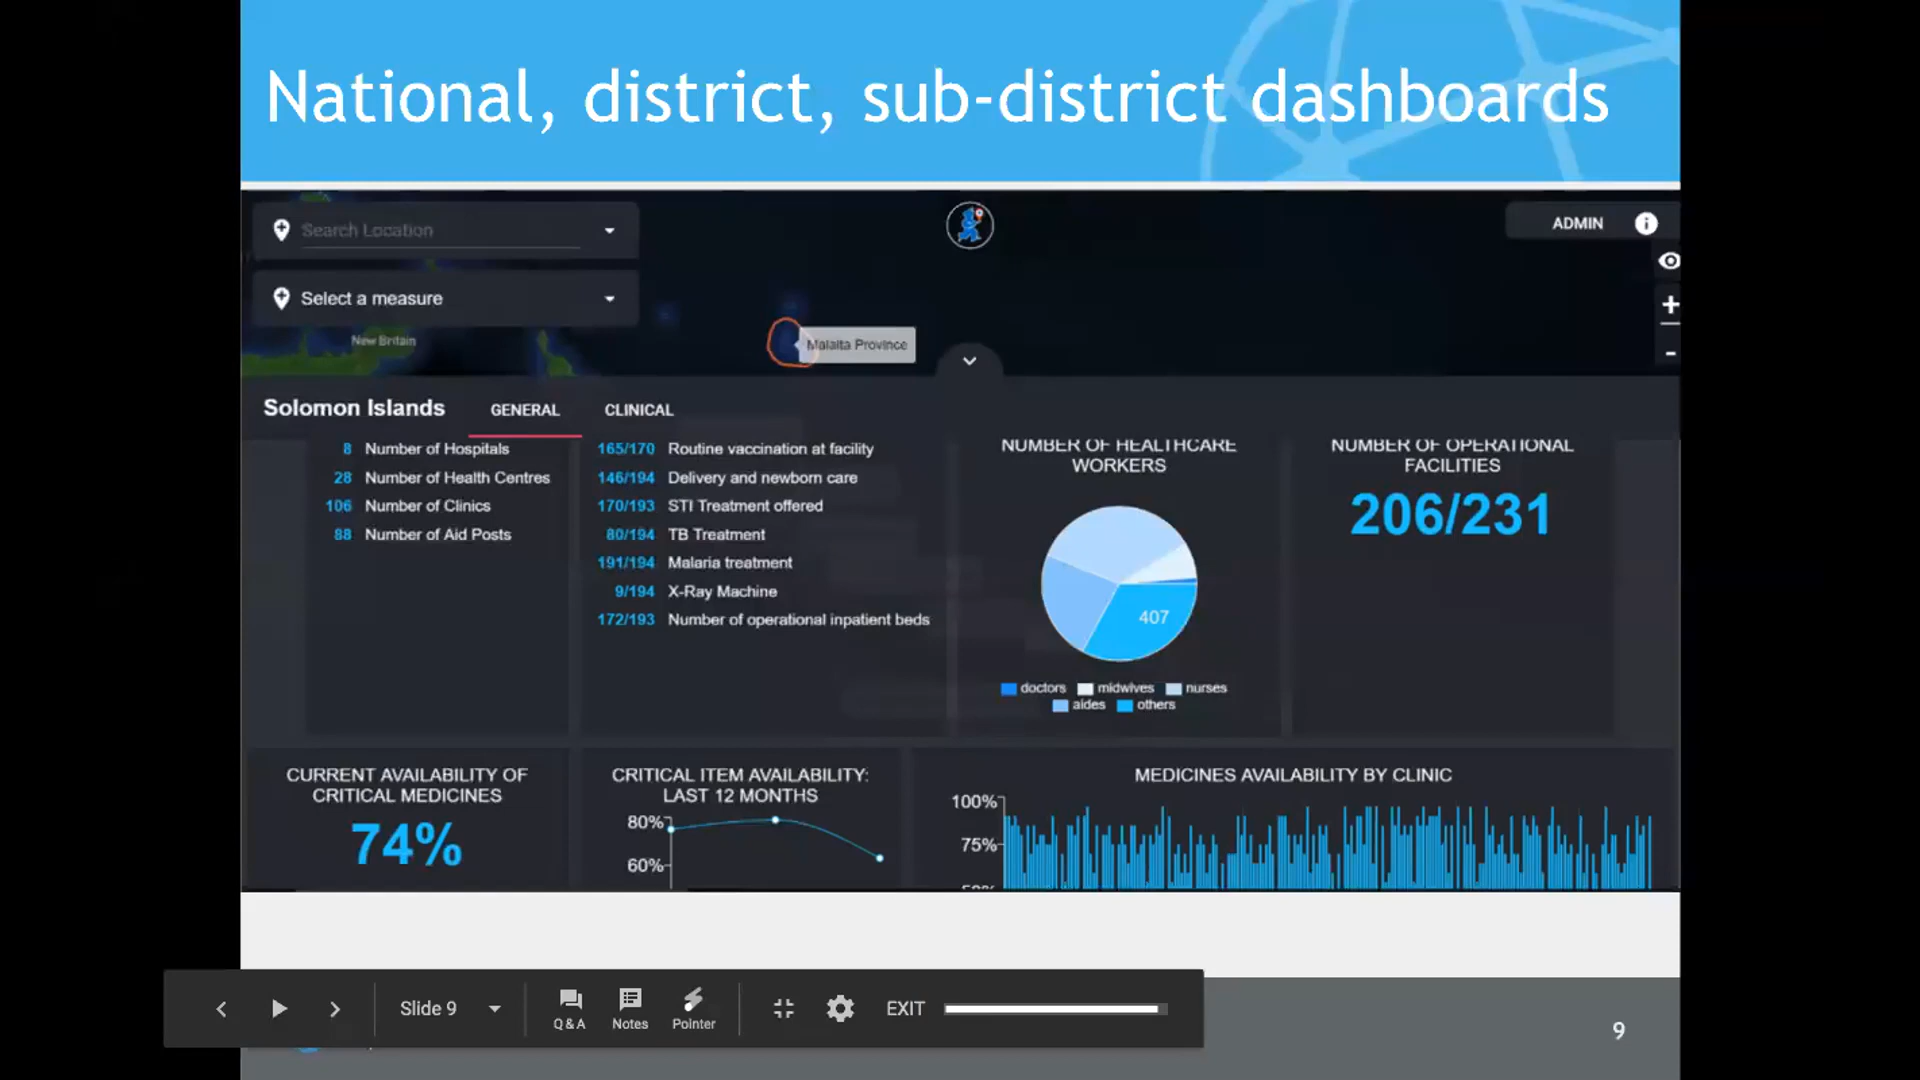 National, district, sub-district dashboards
Search Location
ADMIN
Select a measure
New Britain
Malaita Province
Solomon Islands
GENERAL
CLINICAL
8 Number of Hospitals
28 Number of Health Centres
106 Number of Clinics
88 Number of Aid Posts
165/170 Routine vaccination at facility
146/194 Delivery and newborn care
170/193 STI Treatment offered
80/194 TB Treatment
191/194 Malaria treatment
9/194 X-Ray Machine
172/193 Number of operational inpatient beds
NUMBER OF HEALTHCARE
WORKERS
407
doctors midwives nurses
aides others
NUMBER OF OPERATIONAL
FACILITIES
206/231
CURRENT AVAILABILITY OF
CRITICAL MEDICINES
74%
CRITICAL ITEM AVAILABILITY:
LAST 12 MONTHS
80%
60%
MEDICINES AVAILABILITY BY CLINIC
100%
75%
Slide 9
Q & A
Notes
Pointer
EXIT
9